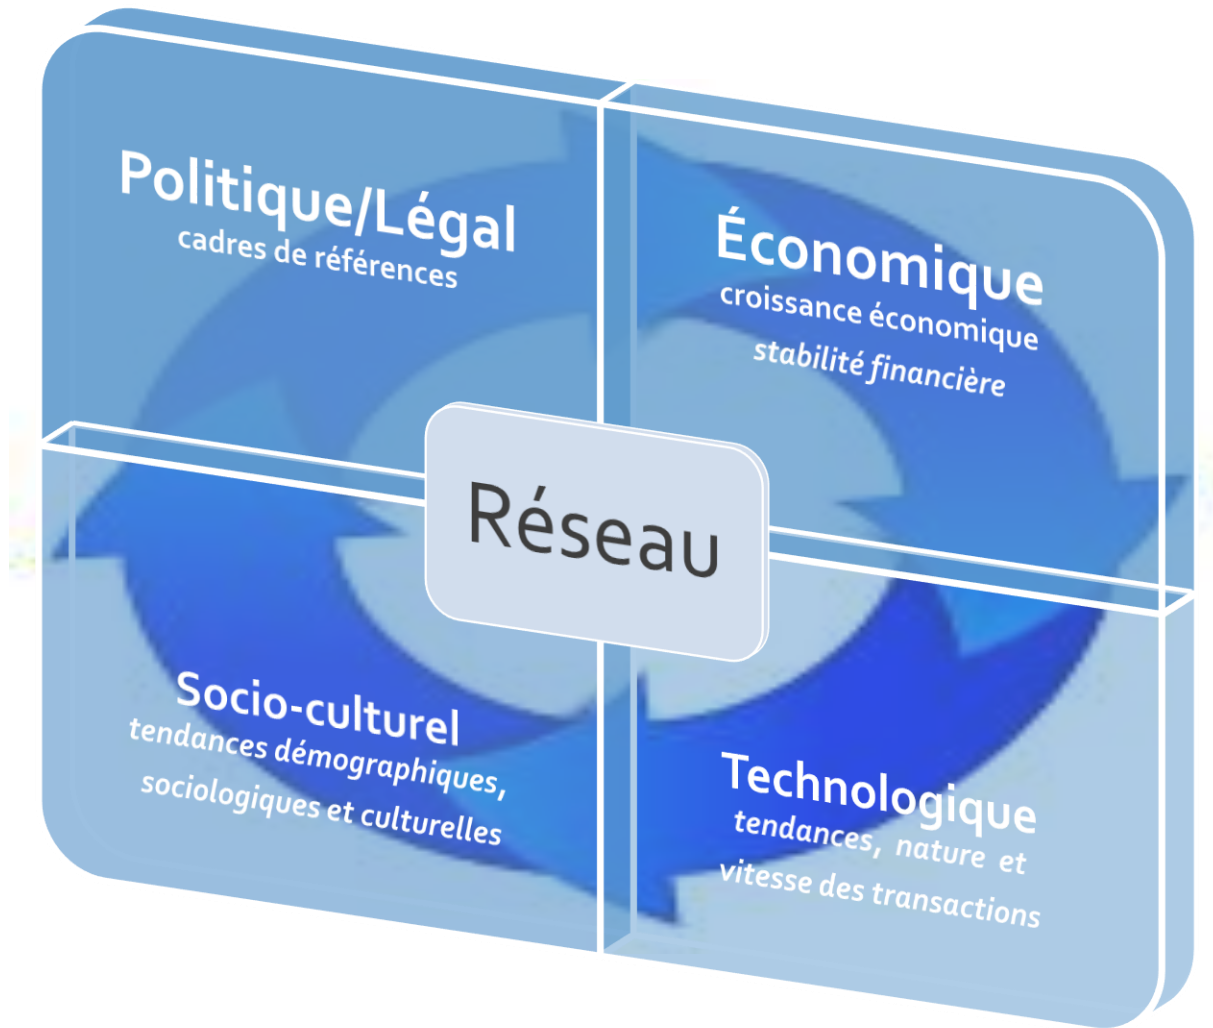 Politique/Légal
cadres de références
Économique
croissance économique
stabilité financière
Réseau
Socio-culturel
tendances démographiques,
sociologiques et culturelles
Technologique
tendances, nature et
vitesse des transactions